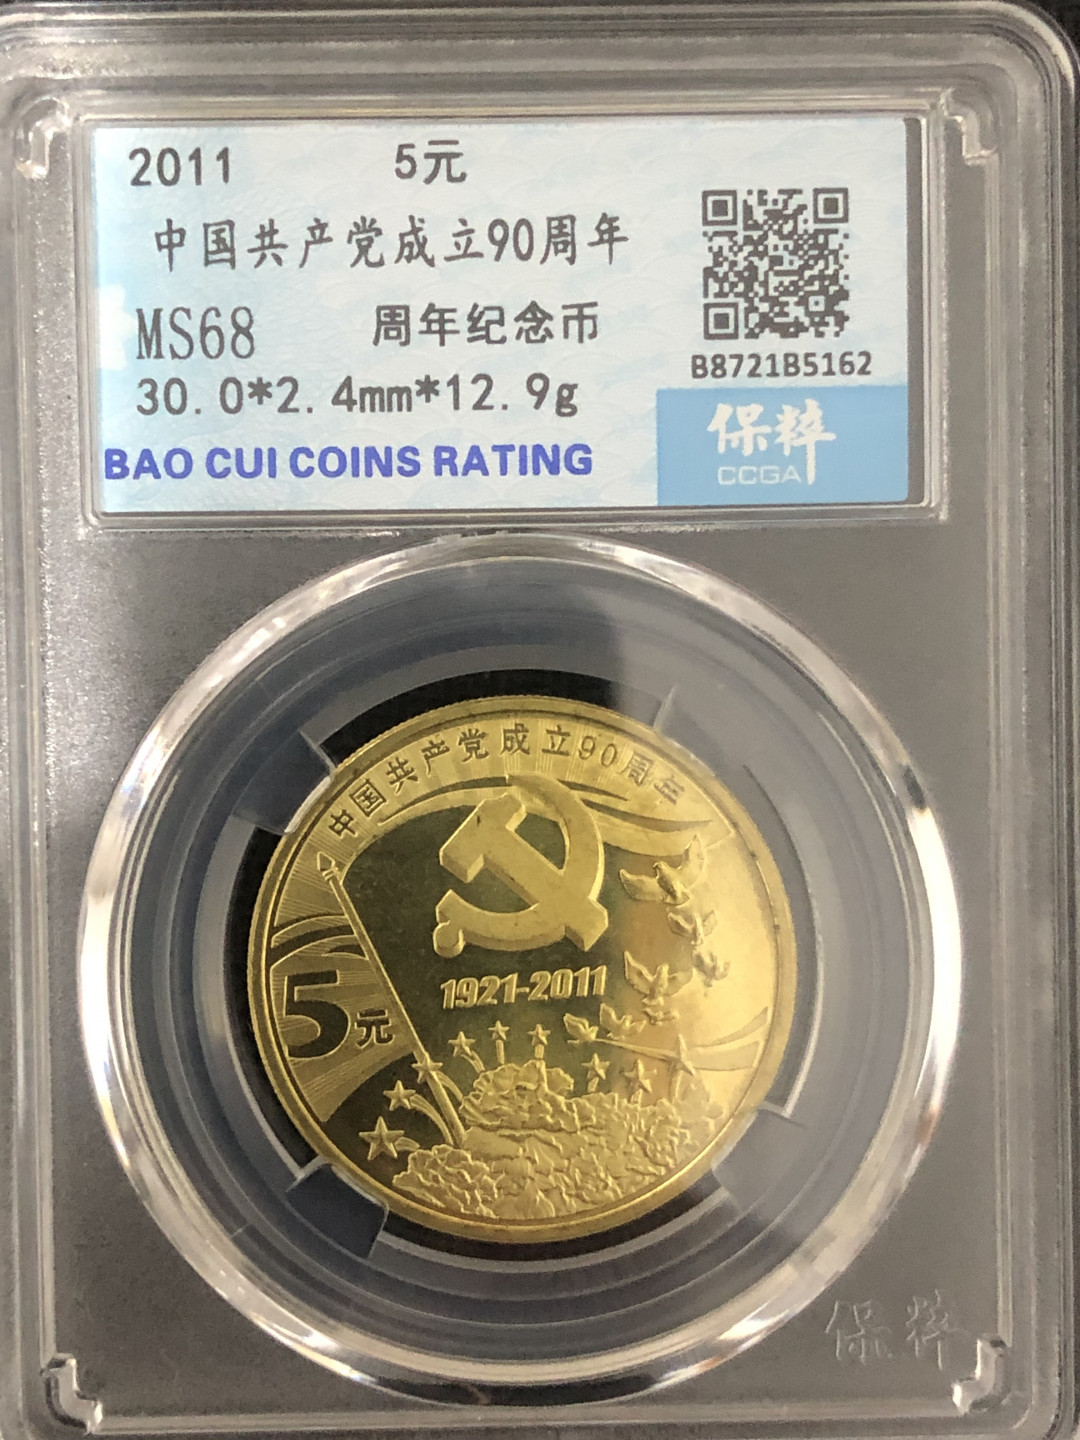 2011 5元
中国共产党成立90周年
MS68 周年纪念币
30.0*2.4mm*12.9g
BAO CUI COINS RATING
B8721B5162
保粹
CCGA
中国共产党成立90周年
1921-2011
5元
保粹